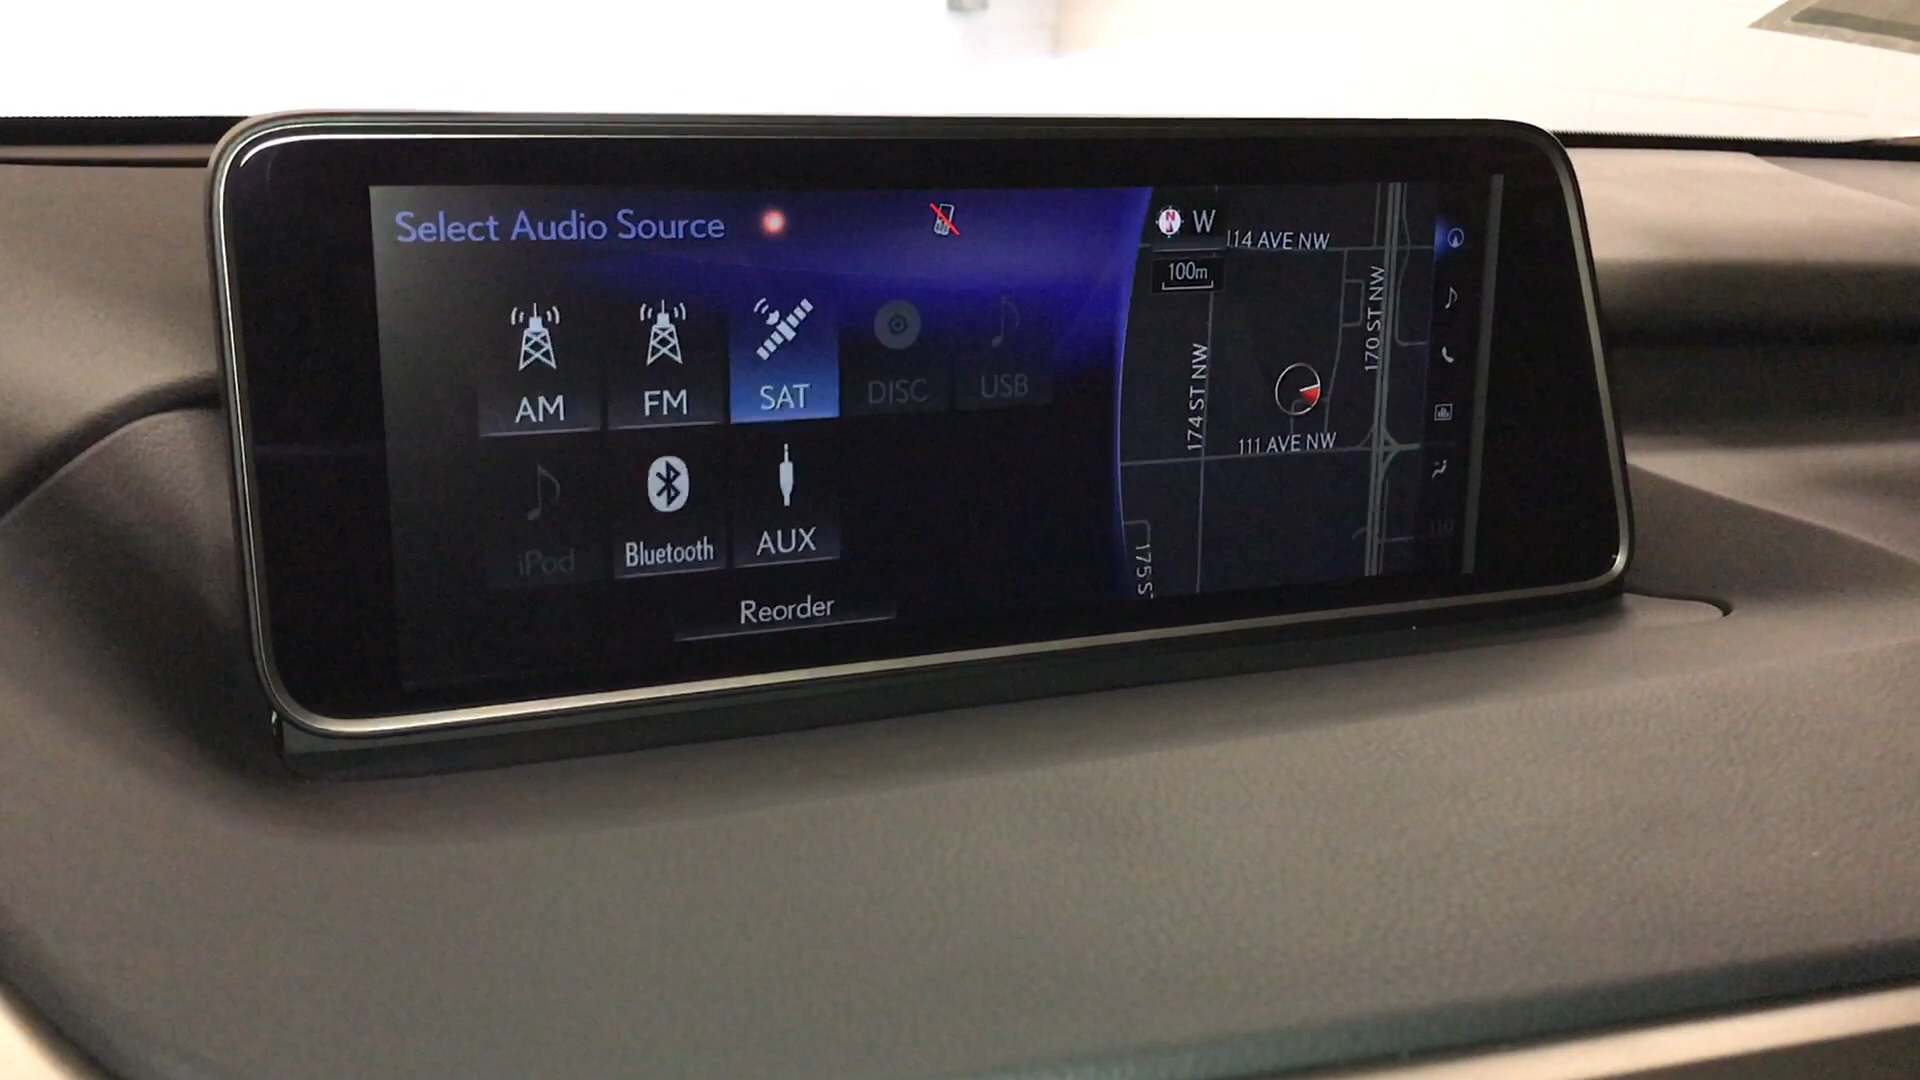 Select Audio Source
AM
FM
SAT
DISC
USB
iPod
Bluetooth
AUX
Reorder
N
W
100m
114 AVE NW
170 ST NW
174 ST NW
111 AVE NW
175 S
110